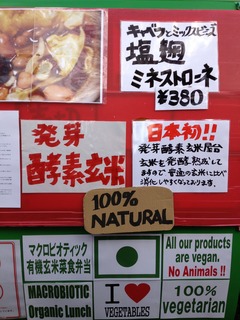 キャベツとミックスビーンズ
塩麹
ミネストローネ
¥380
発芽
酵素玄米
日本初!!
発芽酵素玄米屋台
玄米を発酵、熟成して
ますので普通の玄米に比べ
消化しやすくなっております。
100%
NATURAL
マクロビオティック
有機玄米菜食弁当
MACROBIOTIC
Organic Lunch
I ♥
VEGETABLES
All our products
are vegan.
No Animals !!
100%
vegetarian